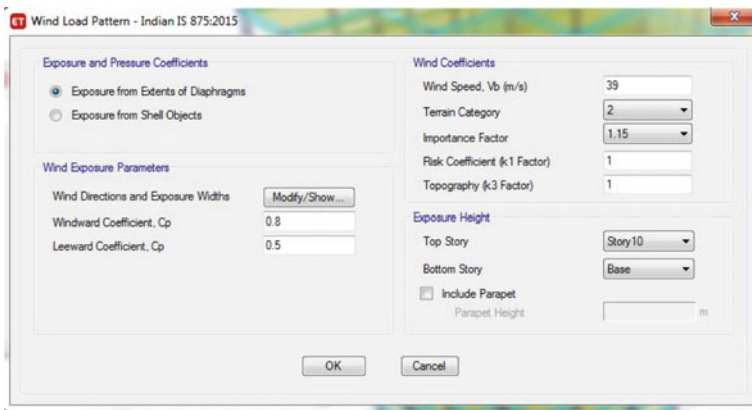 ET Wind Load Pattern - Indian IS 875:2015
Exposure and Pressure Coefficients
Exposure from Extents of Diaphragms
Exposure from Shell Objects
Wind Exposure Parameters
Wind Directions and Exposure Widths Modify/Show...
Windward Coefficient, Cp 0.8
Leeward Coefficient, Cp 0.5
Wind Coefficients
Wind Speed, Vb (m/s) 39
Terrain Category 2
Importance Factor 1.15
Risk Coefficient (k1 Factor) 1
Topography (k3 Factor) 1
Exposure Height
Top Story Story10
Bottom Story Base
Include Parapet
Parapet Height m
OK Cancel